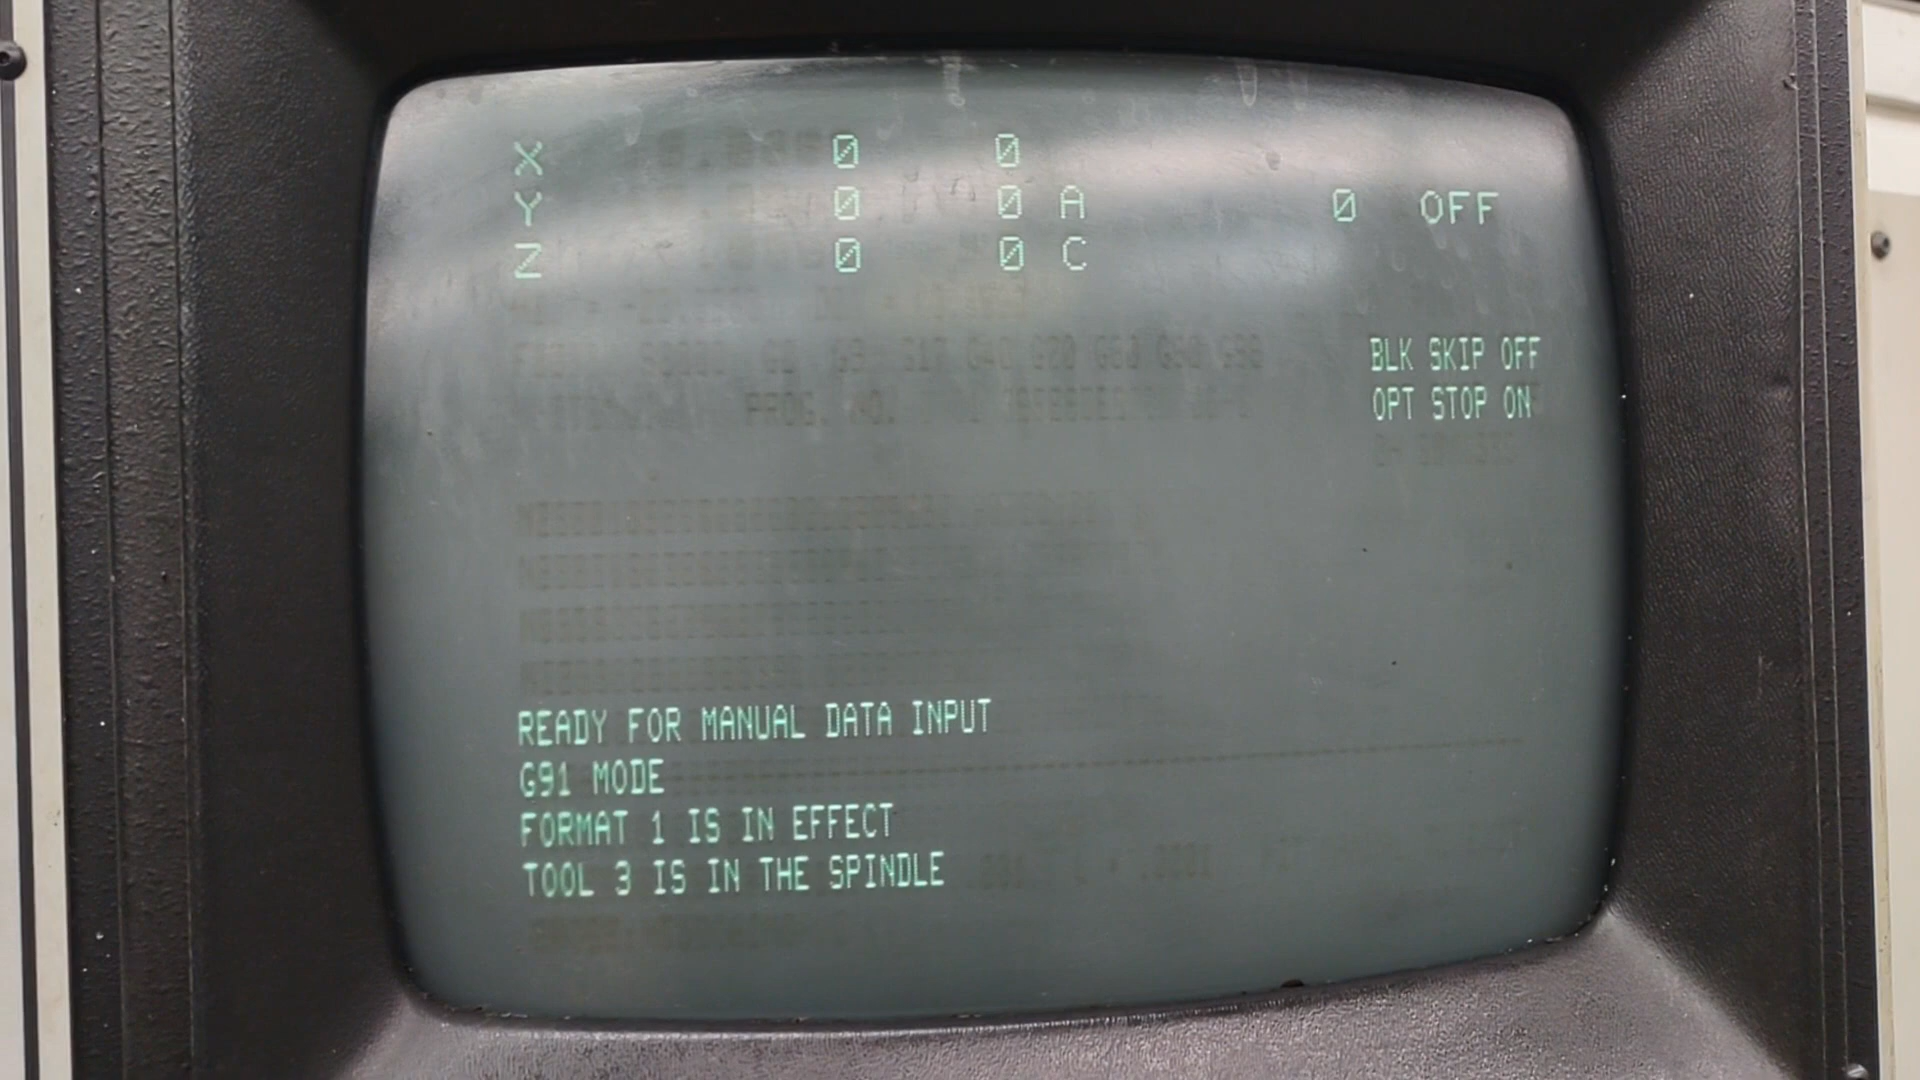 X 0 0
Y 0 0 A 0 OFF
Z 0 0 C
BLK SKIP OFF
OPT STOP ON
READY FOR MANUAL DATA INPUT
G91 MODE
FORMAT 1 IS IN EFFECT
TOOL 3 IS IN THE SPINDLE